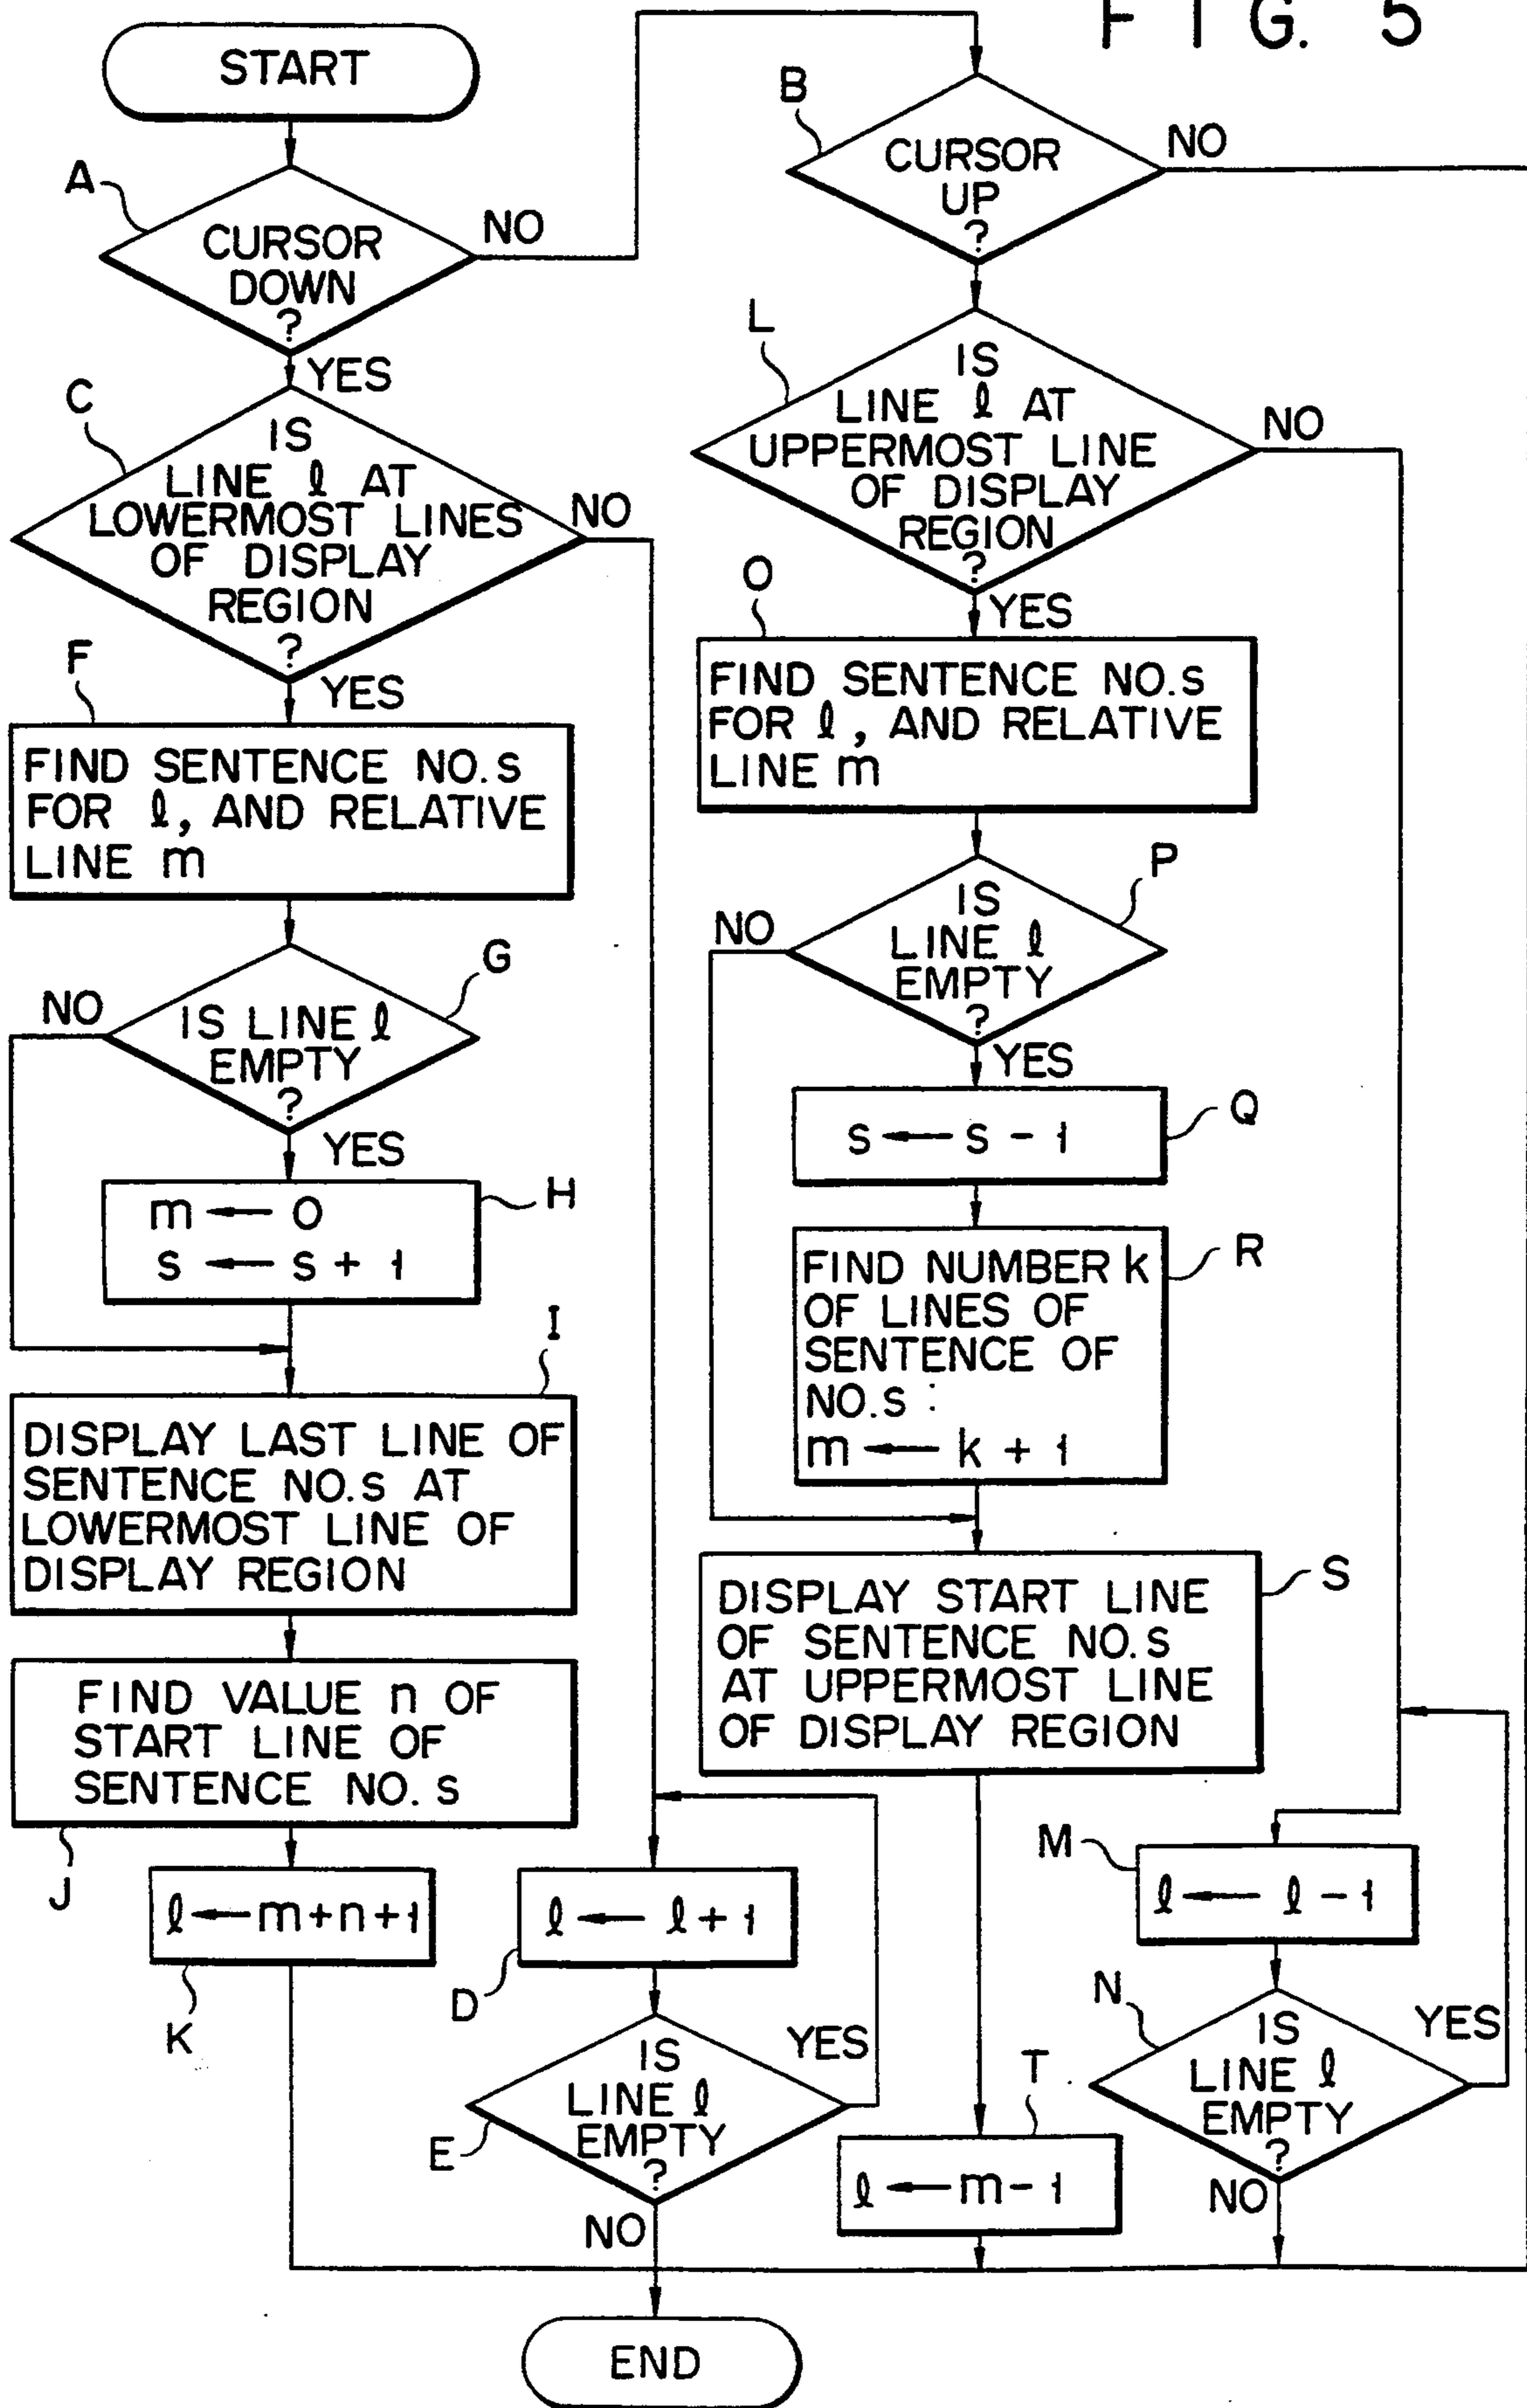 FIG. 5
START
A
CURSOR
DOWN
?
NO
YES
B
CURSOR
UP
?
NO
C
IS
LINE ℓ AT
LOWERMOST LINES
OF DISPLAY
REGION
?
NO
YES
L
IS
LINE ℓ AT
UPPERMOST LINE
OF DISPLAY
REGION
?
NO
YES
F
FIND SENTENCE NO.s
FOR ℓ, AND RELATIVE
LINE m
G
IS LINE ℓ
EMPTY
?
NO
YES
H
m ← 0
s ← s + 1
I
DISPLAY LAST LINE OF
SENTENCE NO.s AT
LOWERMOST LINE OF
DISPLAY REGION
FIND VALUE n OF
START LINE OF
SENTENCE NO. s
J
ℓ ← m+n+1
K
ℓ ← ℓ + 1
D
IS
LINE ℓ
EMPTY
?
E
YES
NO
O
FIND SENTENCE NO.s
FOR ℓ, AND RELATIVE
LINE m
P
IS
LINE ℓ
EMPTY
?
NO
YES
s ← s - 1
Q
FIND NUMBER k
OF LINES OF
SENTENCE OF
NO.s :
m ← k + 1
R
DISPLAY START LINE
OF SENTENCE NO.s
AT UPPERMOST LINE
OF DISPLAY REGION
S
T
ℓ ← m - 1
M
ℓ ← ℓ - 1
N
IS
LINE ℓ
EMPTY
?
YES
NO
END